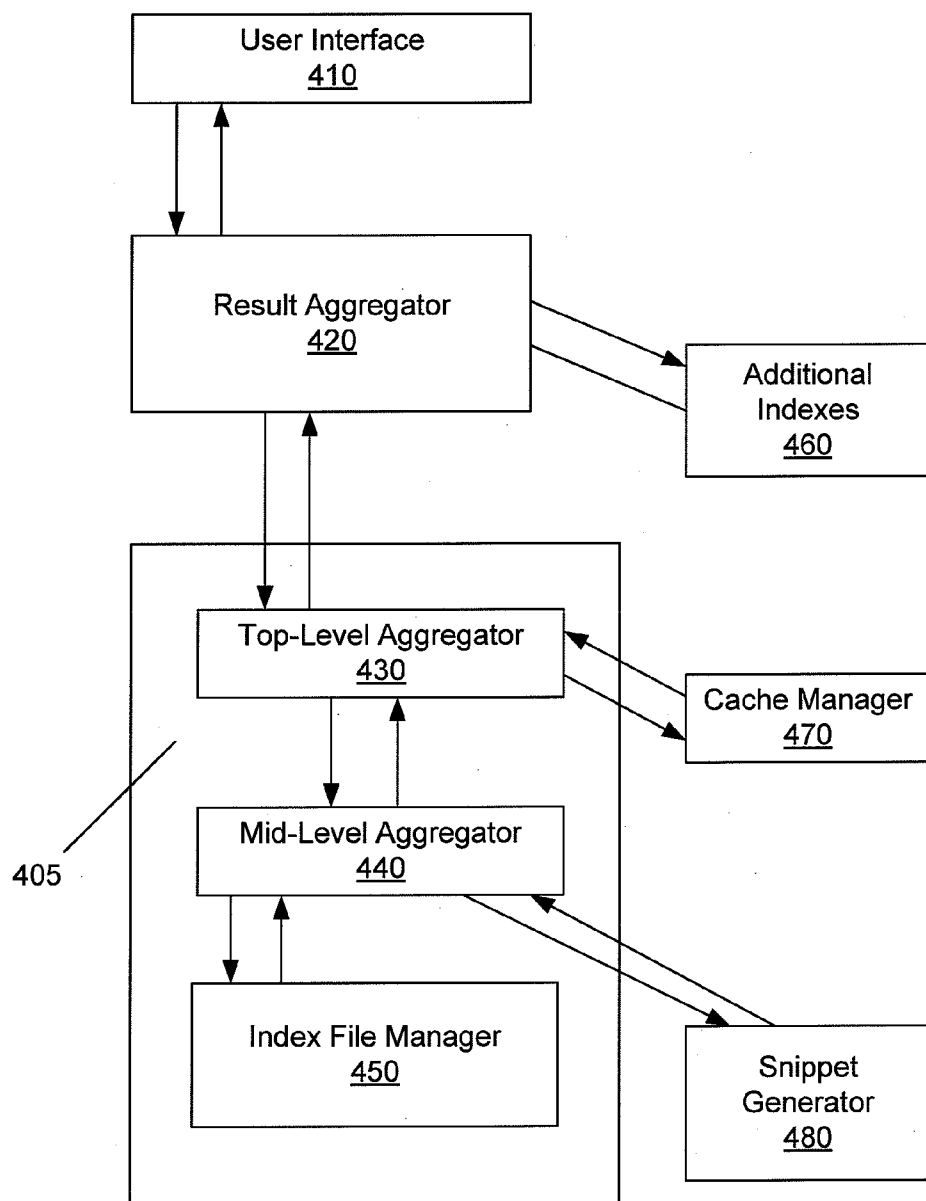 User Interface
410
Result Aggregator
420
Additional
Indexes
460
Top-Level Aggregator
430
Cache Manager
470
Mid-Level Aggregator
440
405
Index File Manager
450
Snippet
Generator
480